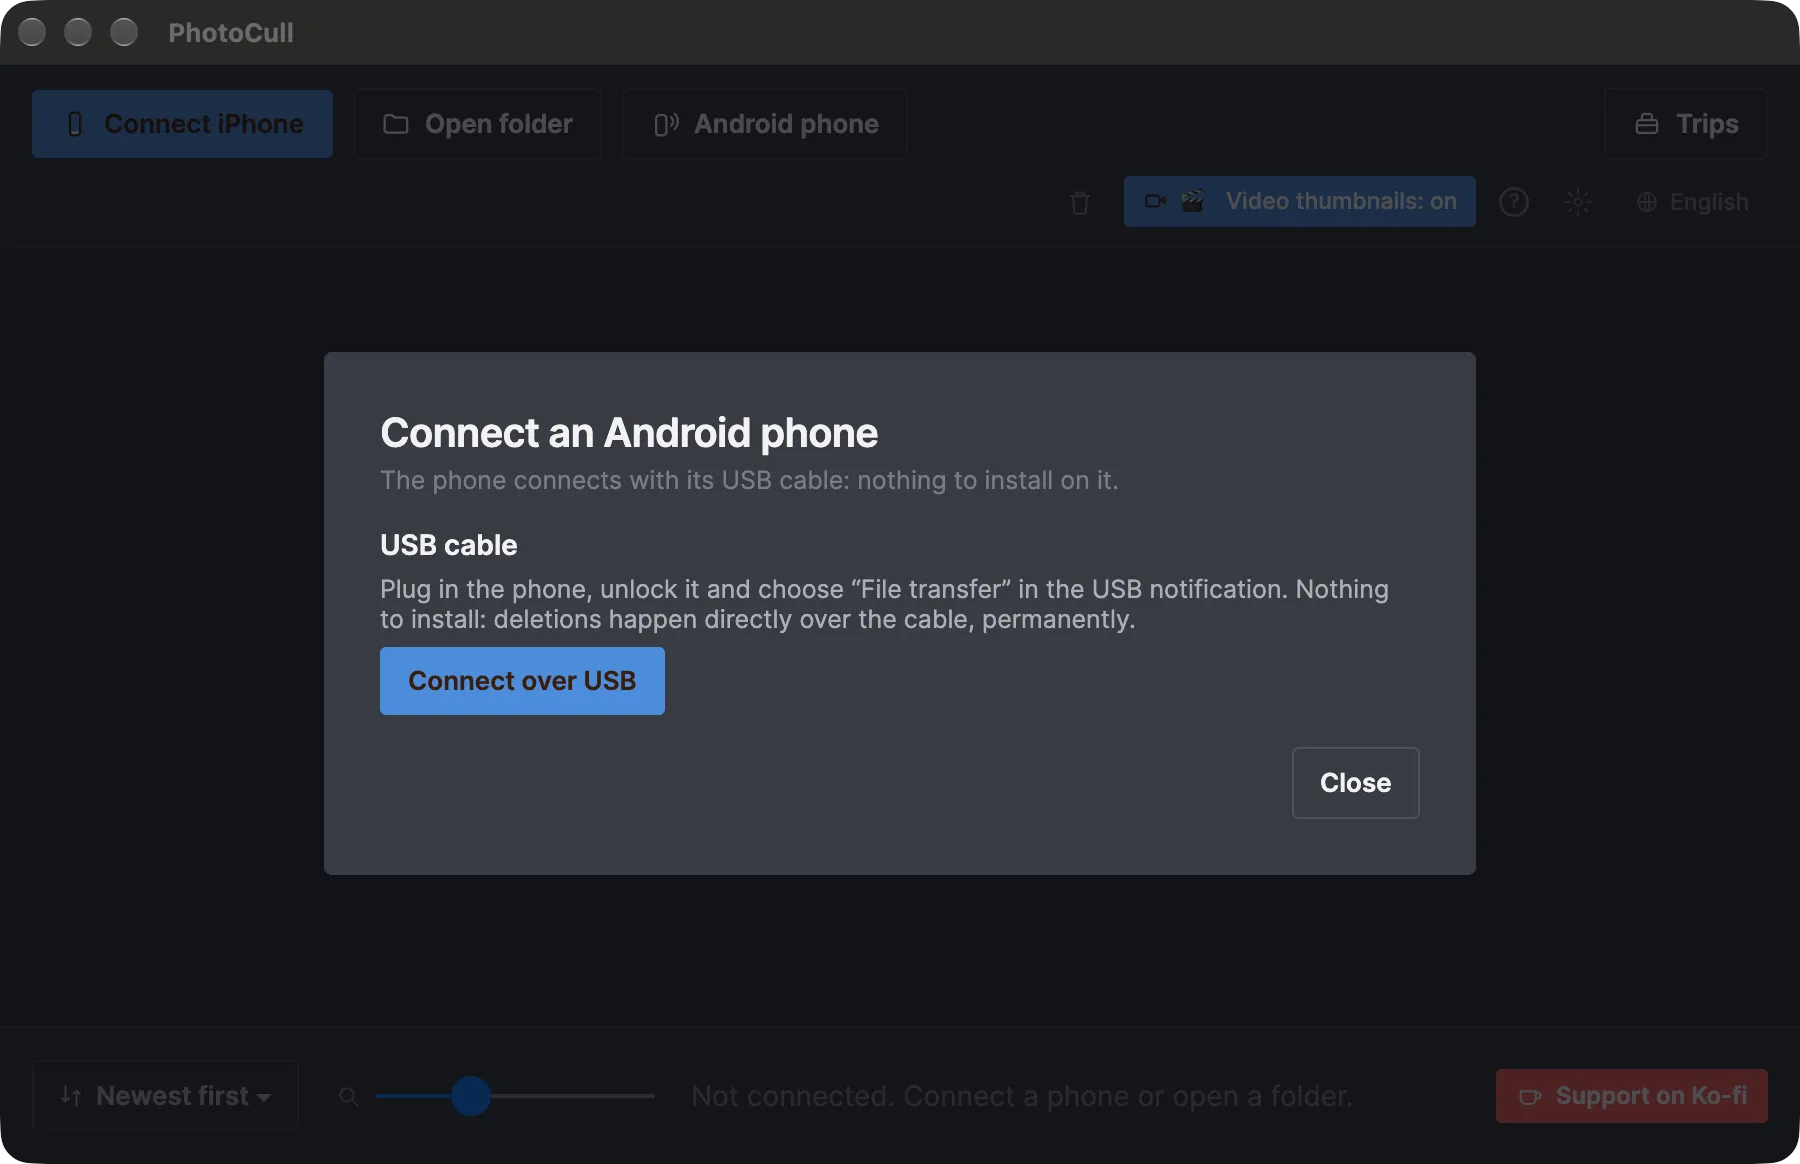 PhotoCull
Connect iPhone
Open folder
Android phone
Trips
Video thumbnails: on
English
Connect an Android phone
The phone connects with its USB cable: nothing to install on it.
USB cable
Plug in the phone, unlock it and choose “File transfer” in the USB notification. Nothing
to install: deletions happen directly over the cable, permanently.
Connect over USB
Close
Newest first
Not connected. Connect a phone or open a folder.
Support on Ko-fi